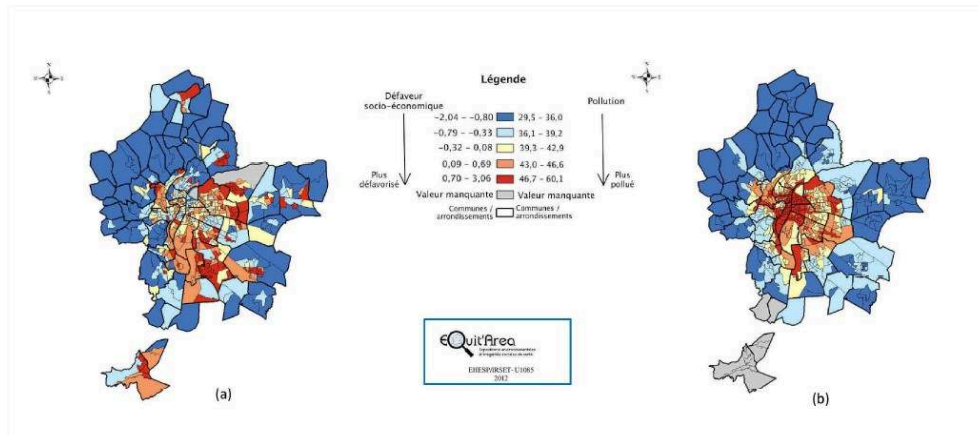 Légende
Défaveur
socio-économique
Pollution
-2,04 – -0,80 29,5 – 36,0
-0,79 – -0,33 36,1 – 39,2
-0,32 – 0,08 39,3 – 42,9
0,09 – 0,69 43,0 – 46,6
0,70 – 3,06 46,7 – 60,1
Plus
défavorisé
Plus
pollué
Valeur manquante Valeur manquante
Communes /
arrondissements
Communes /
arrondissements
EQuit'Area
EHESP/IRSET-U1085
2012
(a)
(b)